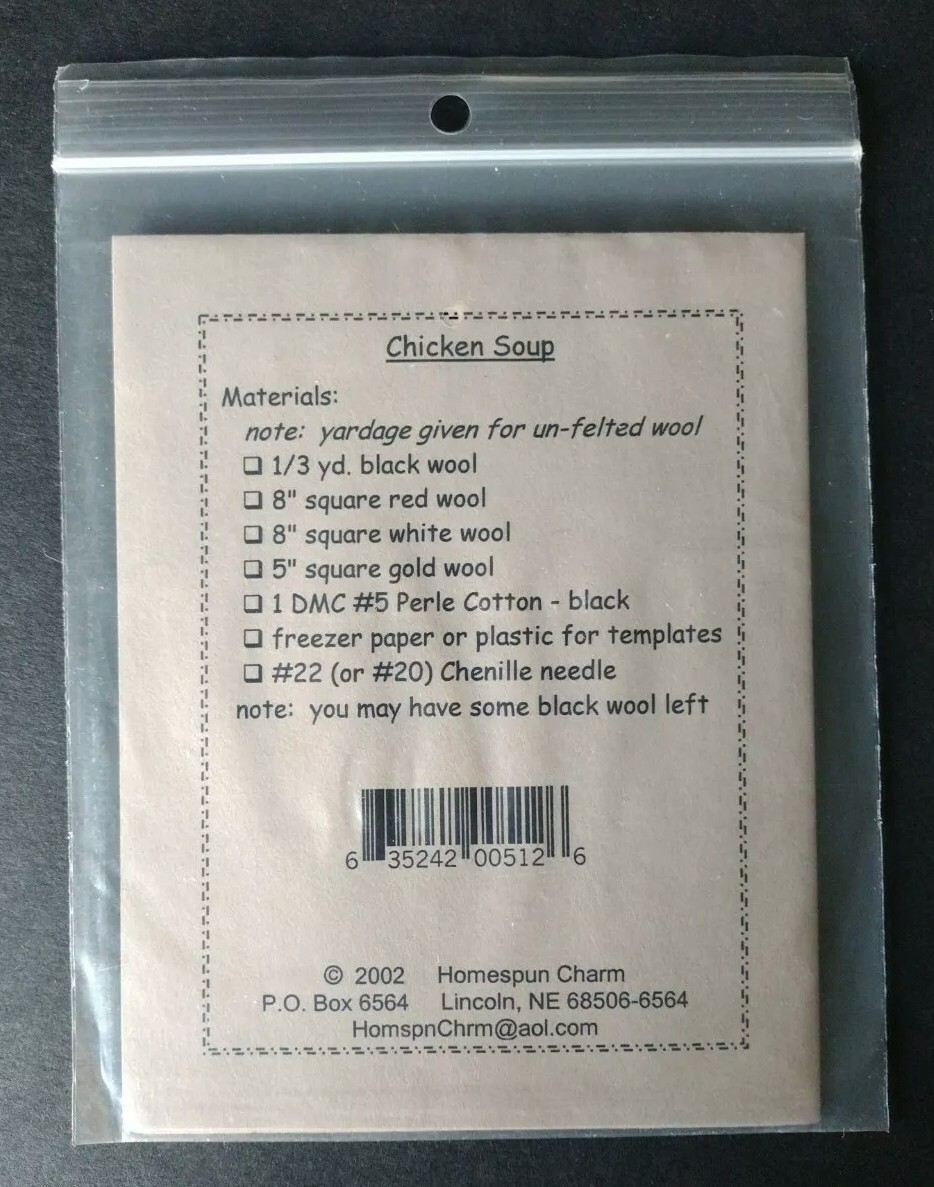 Chicken Soup
Materials:
note: yardage given for un-felted wool
❑ 1/3 yd. black wool
❑ 8" square red wool
❑ 8" square white wool
❑ 5" square gold wool
❑ 1 DMC #5 Perle Cotton - black
❑ freezer paper or plastic for templates
❑ #22 (or #20) Chenille needle
note: you may have some black wool left
6 35242 00512 6
© 2002 Homespun Charm
P.O. Box 6564 Lincoln, NE 68506-6564
HomspnChrm@aol.com